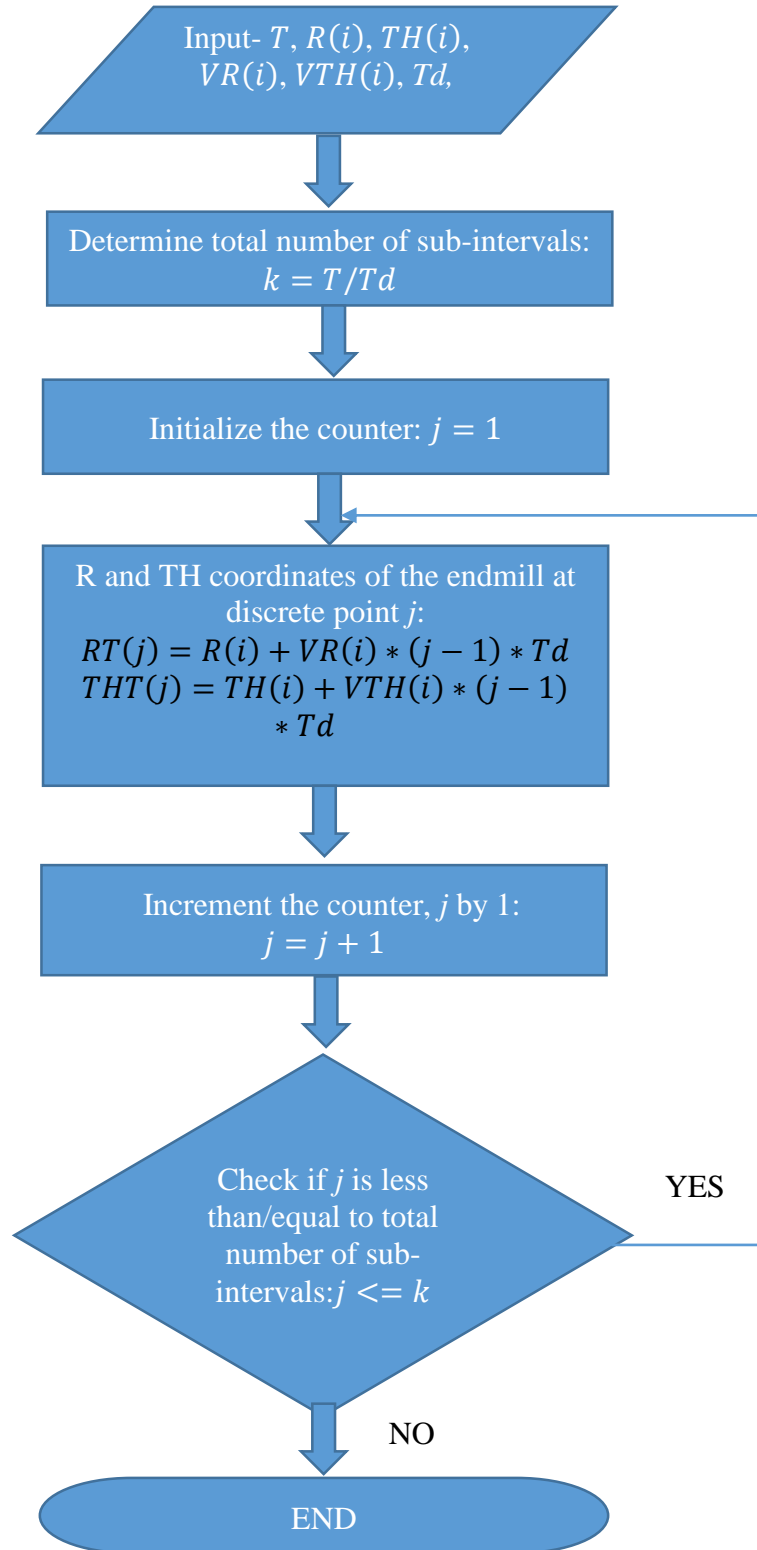 Input- T, R(i), TH(i),
VR(i), VTH(i), Td,
Determine total number of sub-intervals:
k = T/Td
Initialize the counter: j = 1
R and TH coordinates of the endmill at
discrete point j:
RT(j) = R(i) + VR(i) * (j − 1) * Td
THT(j) = TH(i) + VTH(i) * (j − 1)
* Td
Increment the counter, j by 1:
j = j + 1
Check if j is less
than/equal to total
number of sub-
intervals:j <= k
YES
NO
END